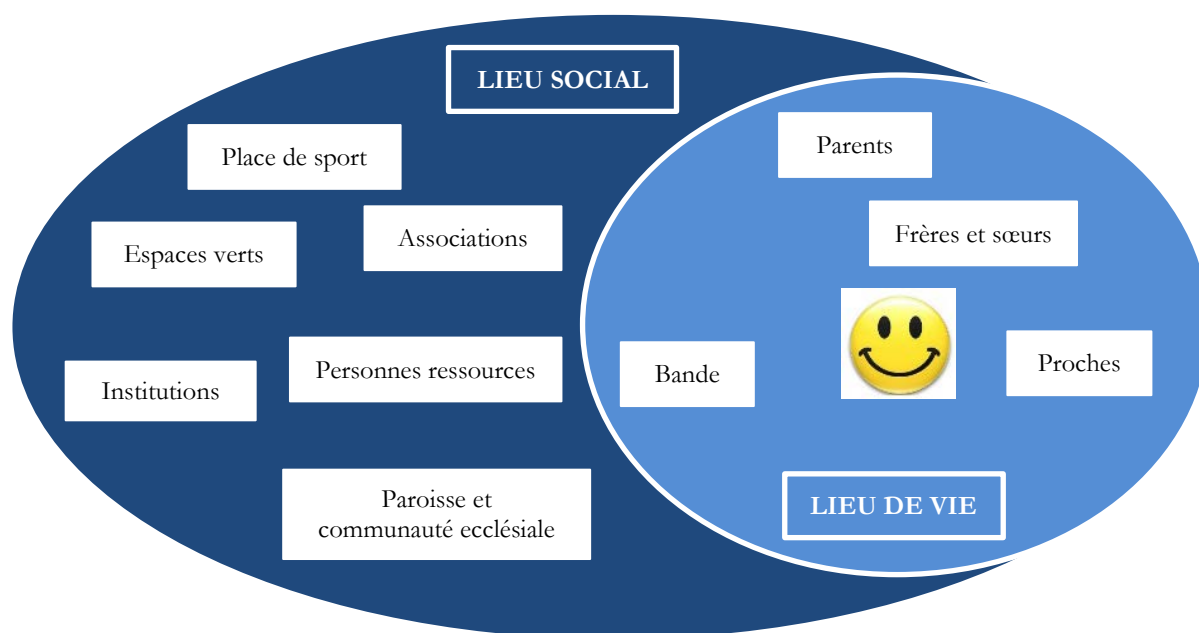 LIEU SOCIAL
Place de sport
Associations
Espaces verts
Personnes ressources
Institutions
Paroisse et
communauté ecclésiale
Parents
Frères et sœurs
Bande
Proches
LIEU DE VIE